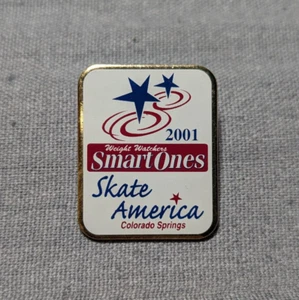 2001
Weight Watchers
SmartOnes
Skate
America
Colorado Springs